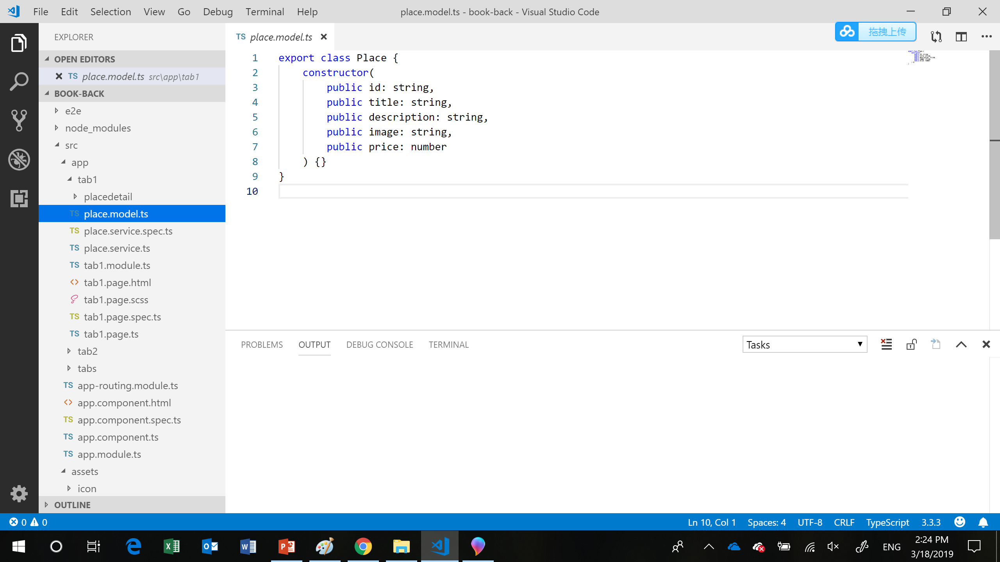 File Edit Selection View Go Debug Terminal Help
place.model.ts - book-back - Visual Studio Code
拖拽上传
EXPLORER
OPEN EDITORS
TS place.model.ts src\app\tab1
BOOK-BACK
e2e
node_modules
src
app
tab1
placedetail
TS place.model.ts
TS place.service.spec.ts
TS place.service.ts
TS tab1.module.ts
<> tab1.page.html
tab1.page.scss
TS tab1.page.spec.ts
TS tab1.page.ts
tab2
tabs
TS app-routing.module.ts
<> app.component.html
TS app.component.spec.ts
TS app.component.ts
TS app.module.ts
assets
icon
OUTLINE
TS place.model.ts
1 export class Place {
2 constructor(
3 public id: string,
4 public title: string,
5 public description: string,
6 public image: string,
7 public price: number
8 ) {}
9 }
10
PROBLEMS OUTPUT DEBUG CONSOLE TERMINAL
Tasks
0 0
Ln 10, Col 1 Spaces: 4 UTF-8 CRLF TypeScript 3.3.3
ENG
2:24 PM
3/18/2019